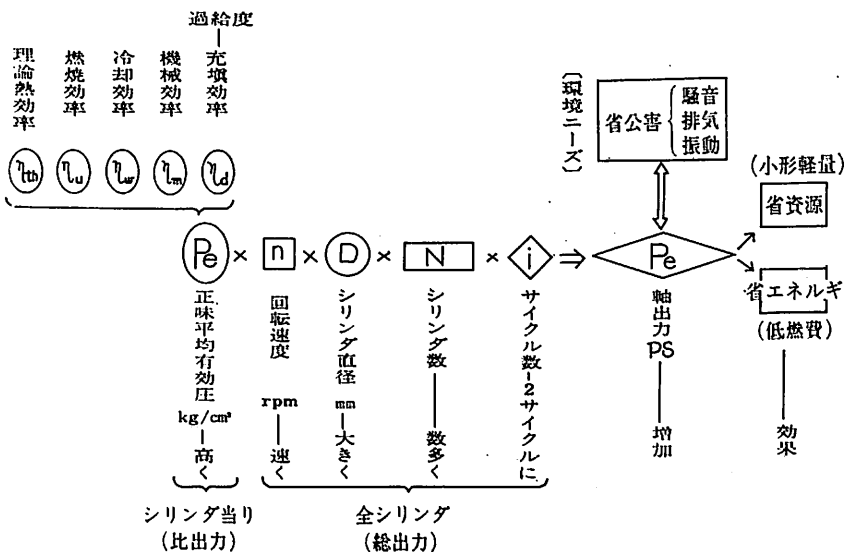 過給度
理論熱効率
燃焼効率
冷却効率
機械効率
充塡効率
ηth
ηu
ηw
ηm
ηd
〔環境ニーズ〕
省公害
騒音
排気
振動
(小形軽量)
省資源
Pe × n × D × N × i ⇒ Pe
省エネルギ
(低燃費)
正味平均有効圧
kg/cm²
高く
回転速度
rpm
速く
シリンダ直径
mm
大きく
シリンダ数
数多く
サイクル数
2サイクルに
軸出力
PS
増加
効果
シリンダ当り
(比出力)
全シリンダ
(総出力)